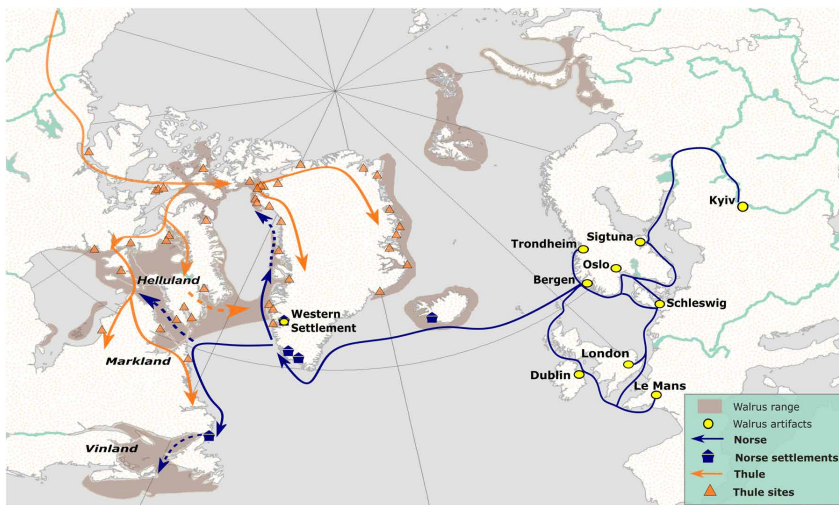 Kyiv
Sigtuna
Trondheim
Oslo
Helluland
Bergen
Schleswig
Western
Settlement
Markland
London
Dublin
Le Mans
Vinland
Walrus range
Walrus artifacts
Norse
Norse settlements
Thule
Thule sites